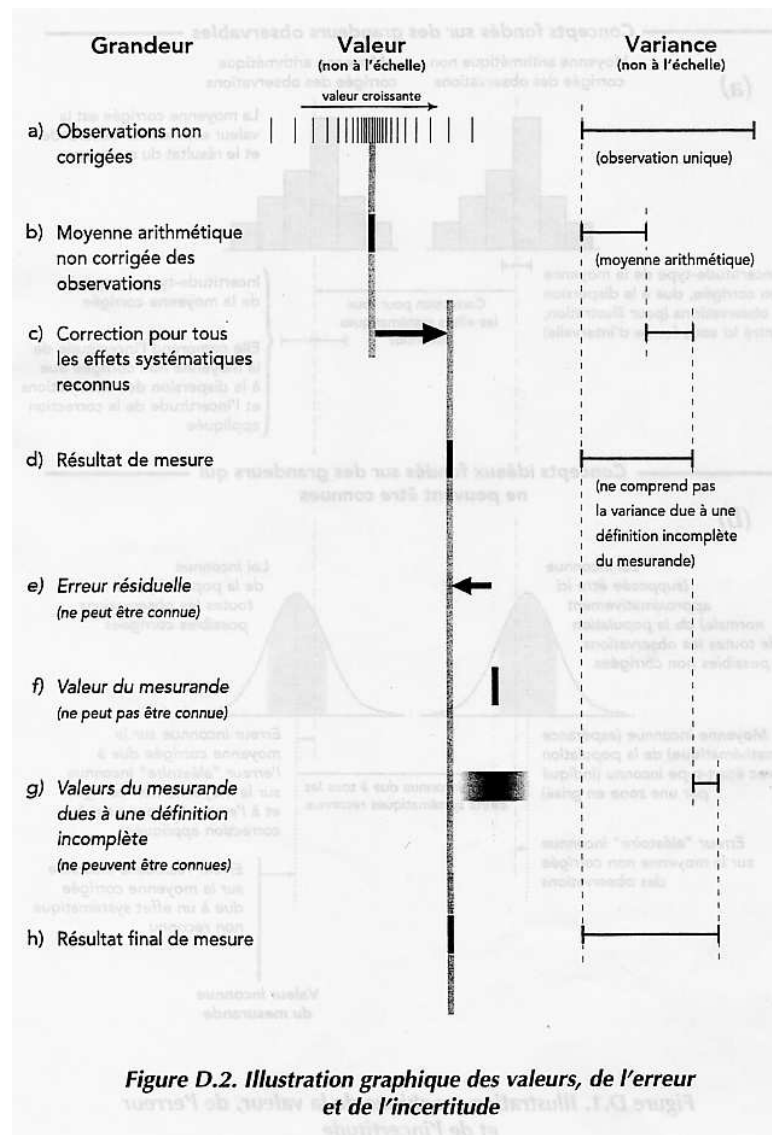 Grandeur
Valeur
(non à l'échelle)
Variance
(non à l'échelle)
valeur croissante
a) Observations non
corrigées
(observation unique)
b) Moyenne arithmétique
non corrigée des
observations
(moyenne arithmétique)
c) Correction pour tous
les effets systématiques
reconnus
d) Résultat de mesure
(ne comprend pas
la variance due à une
définition incomplète
du mesurande)
e) Erreur résiduelle
(ne peut être connue)
f) Valeur du mesurande
(ne peut pas être connue)
g) Valeurs du mesurande
dues à une définition
incomplète
(ne peuvent être connues)
h) Résultat final de mesure
Figure D.2. Illustration graphique des valeurs, de l'erreur
et de l'incertitude